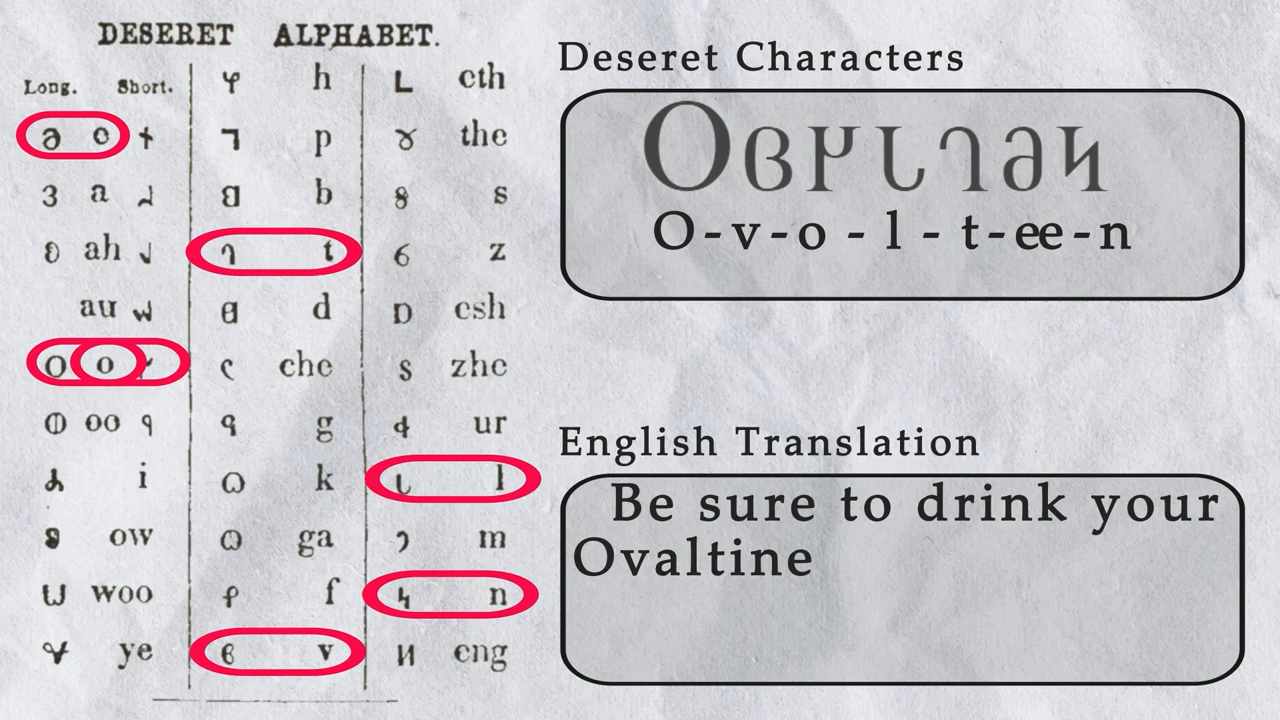 DESERET ALPHABET.
Long. Short. 𐐸 h 𐑃 eth
𐐨 e 𐐮 𐐹 p 𐑄 the
𐐩 a 𐐯 𐐺 b 𐑅 s
𐐪 ah 𐐰 𐐻 t 𐑆 z
au 𐐱 𐐼 d 𐑇 esh
𐐬 o 𐐲 𐐽 che 𐑈 zhe
𐐭 oo 𐐳 𐐾 g 𐑉 ur
𐐴 i 𐐿 k 𐑊 l
𐐵 ow 𐑀 ga 𐑋 m
𐐶 woo 𐑁 f 𐑌 n
𐐷 ye 𐑂 v 𐑍 eng
Deseret Characters
𐐄𐑂𐐲𐑊𐐻𐐨𐑌
O-v-o - l - t-ee-n
English Translation
Be sure to drink your
Ovaltine